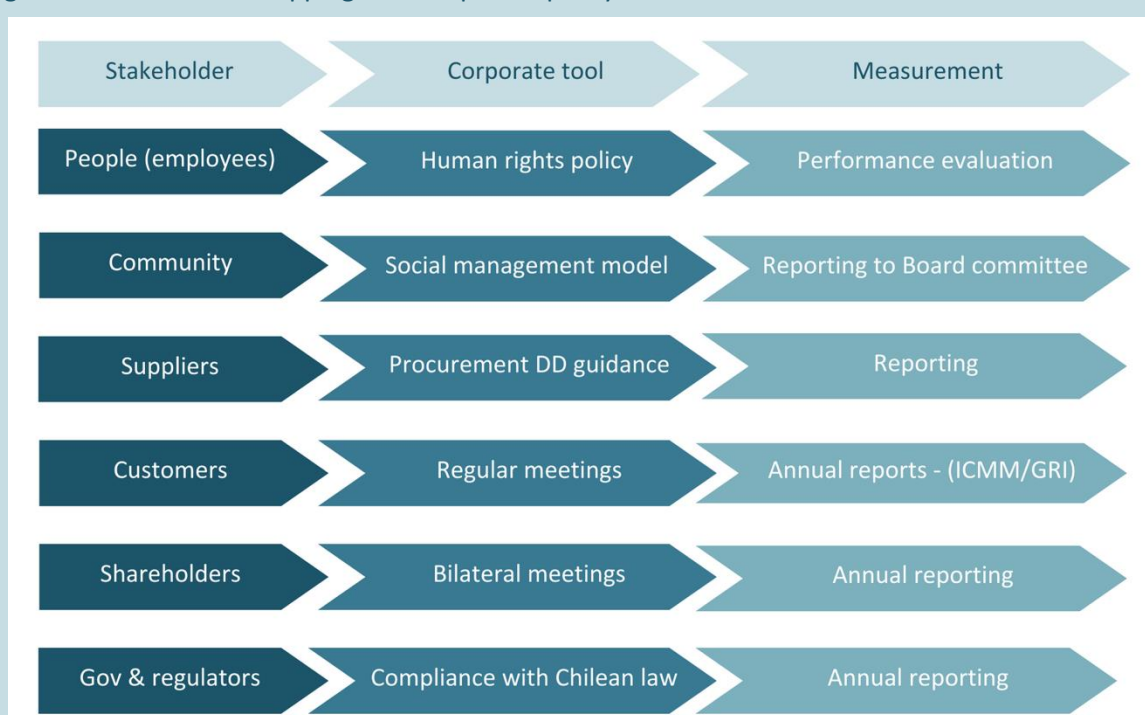 Stakeholder Corporate tool Measurement
People (employees) Human rights policy Performance evaluation
Community Social management model Reporting to Board committee
Suppliers Procurement DD guidance Reporting
Customers Regular meetings Annual reports - (ICMM/GRI)
Shareholders Bilateral meetings Annual reporting
Gov & regulators Compliance with Chilean law Annual reporting